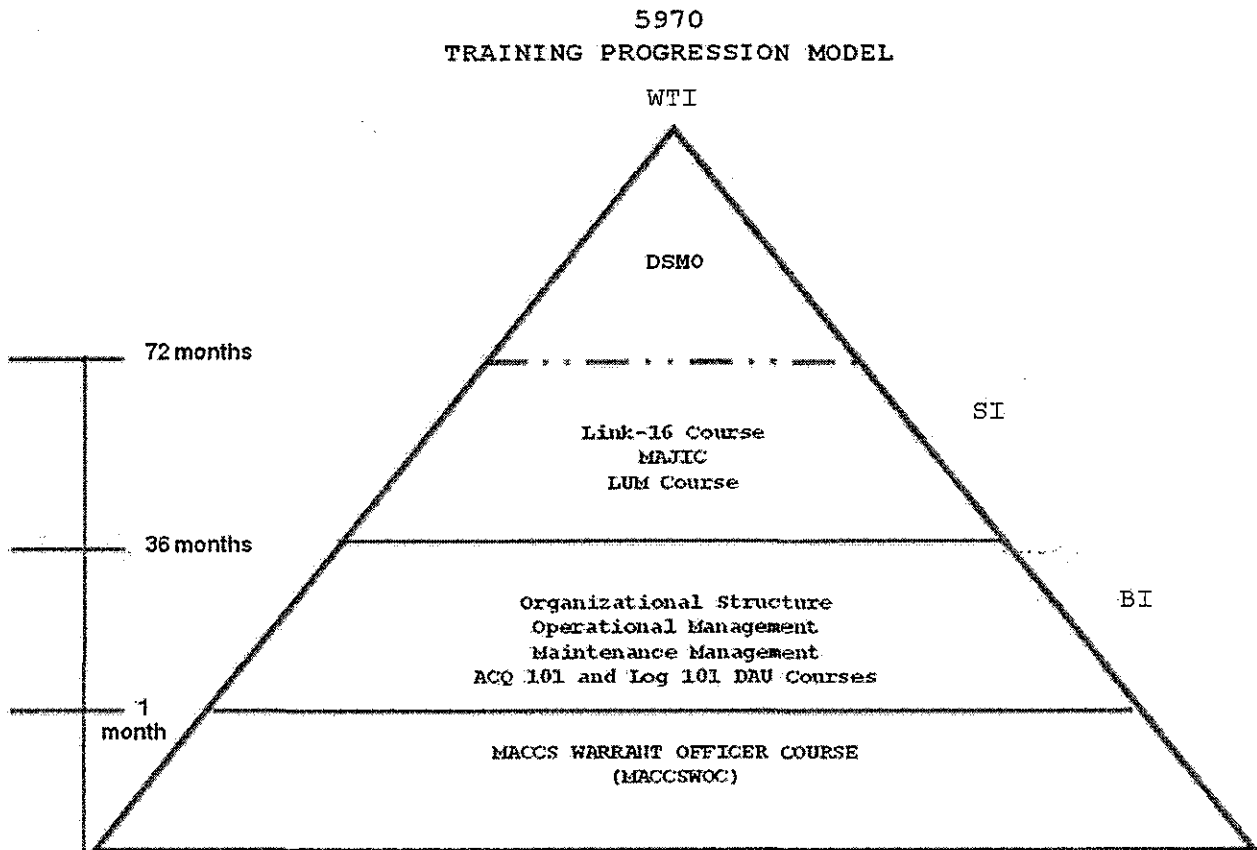 5970
TRAINING PROGRESSION MODEL
WTI
DSMO
72 months
SI
Link-16 Course
MAJIC
LUM Course
36 months
BI
Organizational Structure
Operational Management
Maintenance Management
ACQ 101 and Log 101 DAU Courses
1
month
MACCS WARRANT OFFICER COURSE
(MACCSWOC)